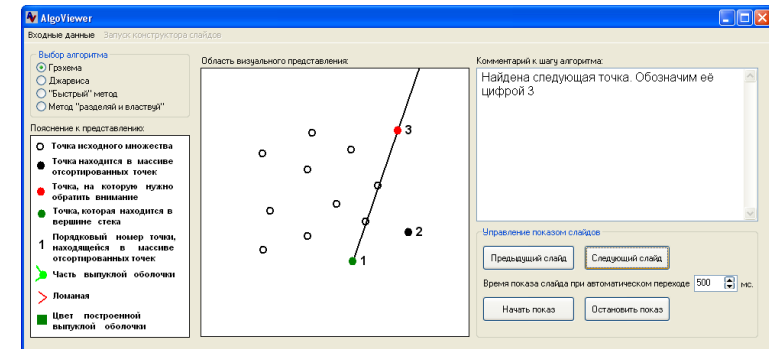 AlgoViewer
Входные данные Запуск конструктора слайдов
Выбор алгоритма
Грэхема
Джарвиса
"Быстрый" метод
Метод "разделяй и властвуй"
Пояснение к представлению:
Точка исходного множества
Точка находится в массиве
отсортированных точек
Точка, на которую нужно
обратить внимание
Точка, которая находится в
вершине стека
1 Порядковый номер точки,
находящейся в массиве
отсортированных точек
Часть выпуклой оболочки
Ломаная
Цвет построенной
выпуклой оболочки
Область визуального представления:
3
2
1
Комментарий к шагу алгоритма:
Найдена следующая точка. Обозначим её
цифрой 3
Управление показом слайдов
Предыдущий слайд Следующий слайд
Время показа слайда при автоматическом переходе 500 мс.
Начать показ Остановить показ